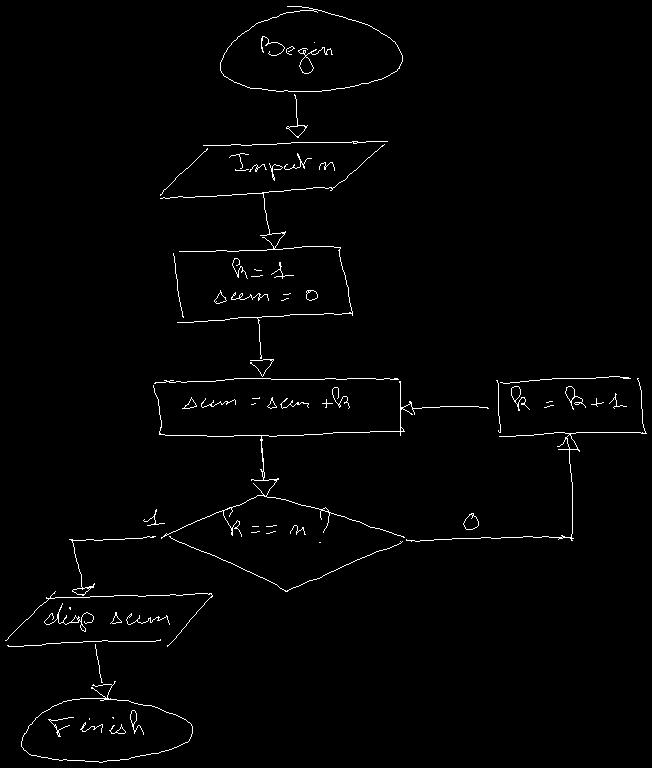 Begin
Input n
k = 1
sum = 0
sum = sum + k
k = k + 1
k == n ?
1
0
disp sum
Finish